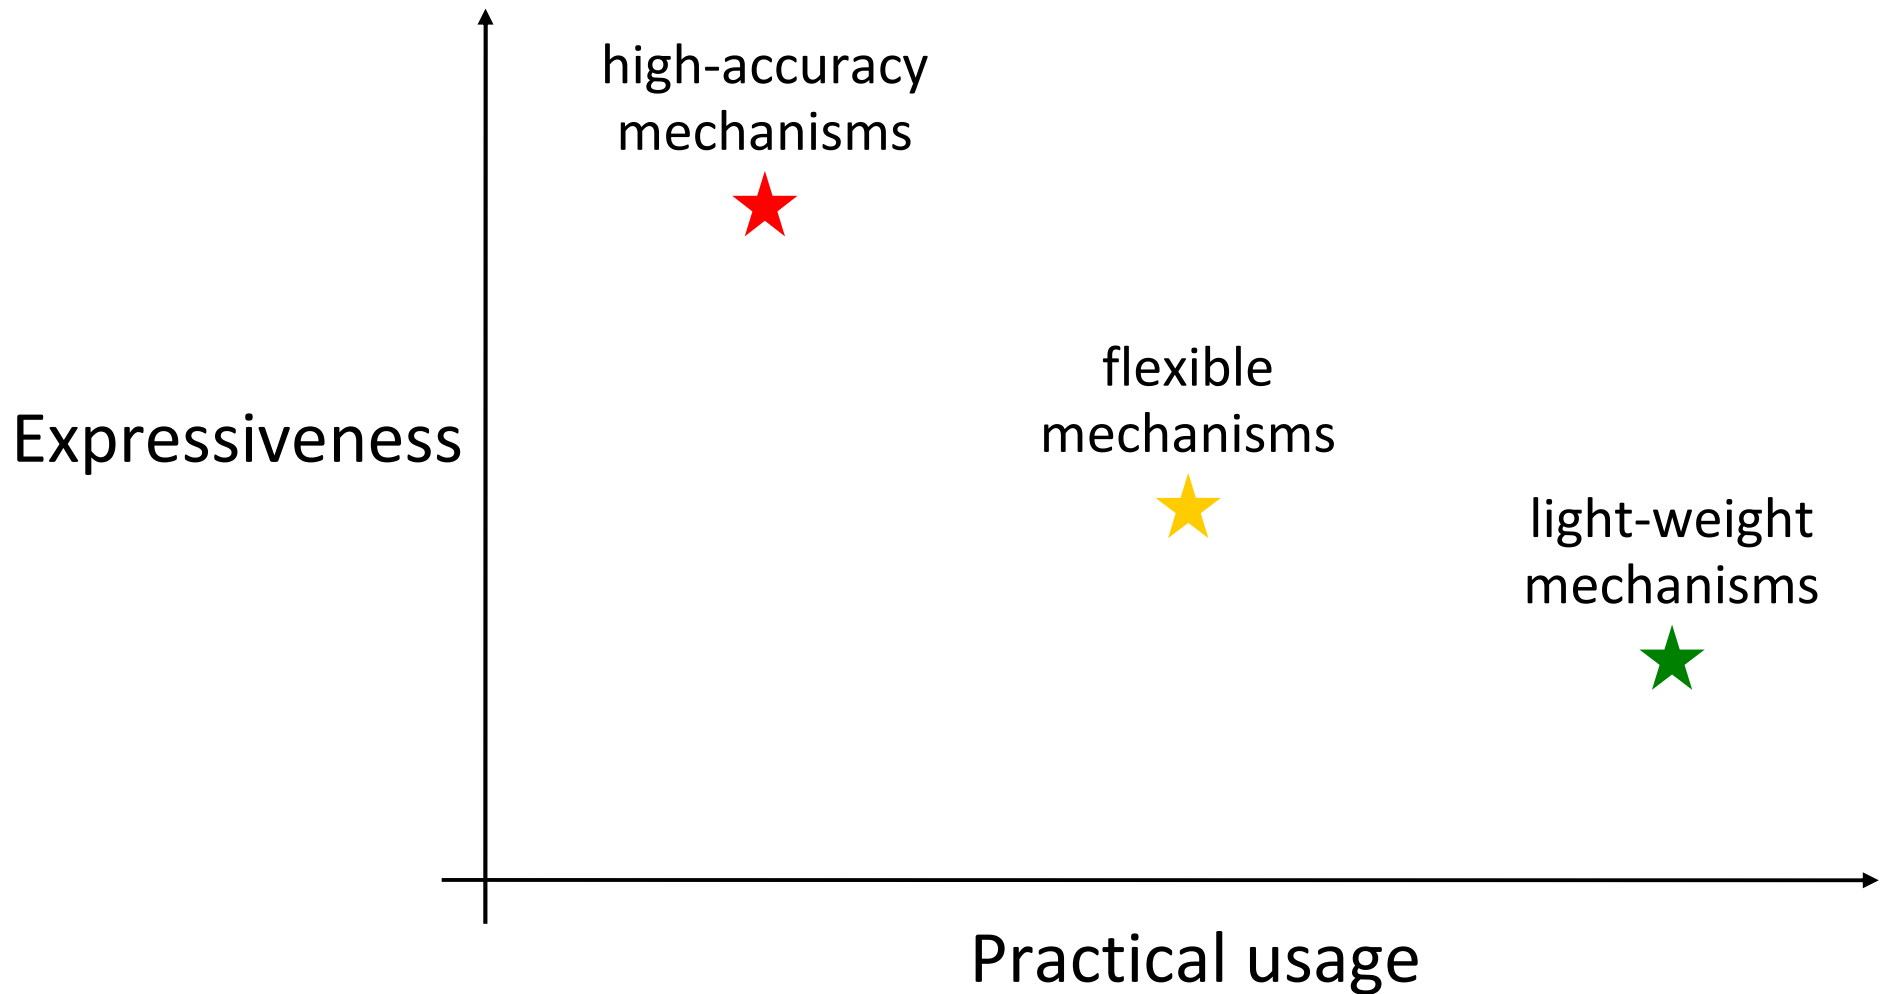 high-accuracy
mechanisms
flexible
mechanisms
Expressiveness
light-weight
mechanisms
Practical usage